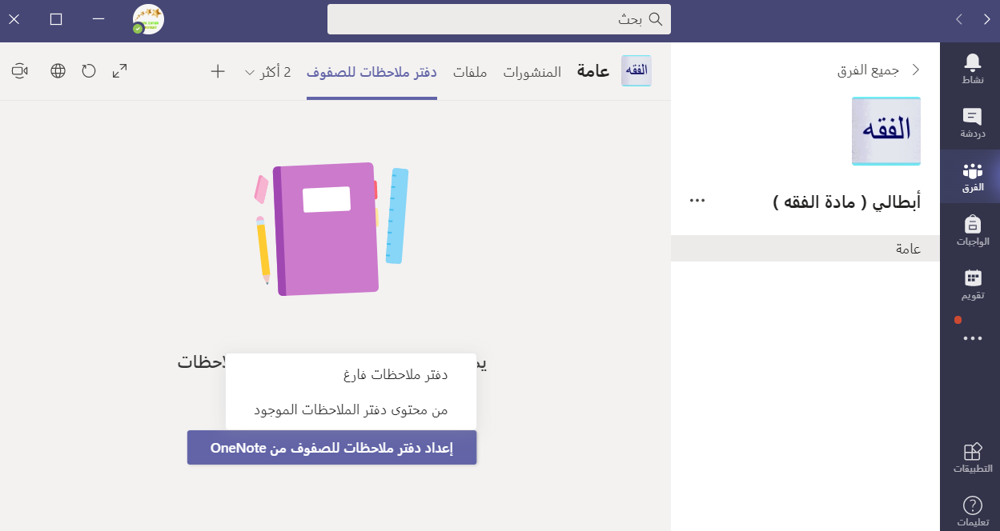 بحث
نشاط
دردشة
الفرق
الواجبات
تقويم
التطبيقات
تعليمات
جميع الفرق
الفقه
أبطالي ( مادة الفقه )
عامة
الفقه
عامة
المنشورات
ملفات
دفتر ملاحظات للصفوف
2 أكثر
دفتر ملاحظات فارغ
من محتوى دفتر الملاحظات الموجود
إعداد دفتر ملاحظات للصفوف من OneNote